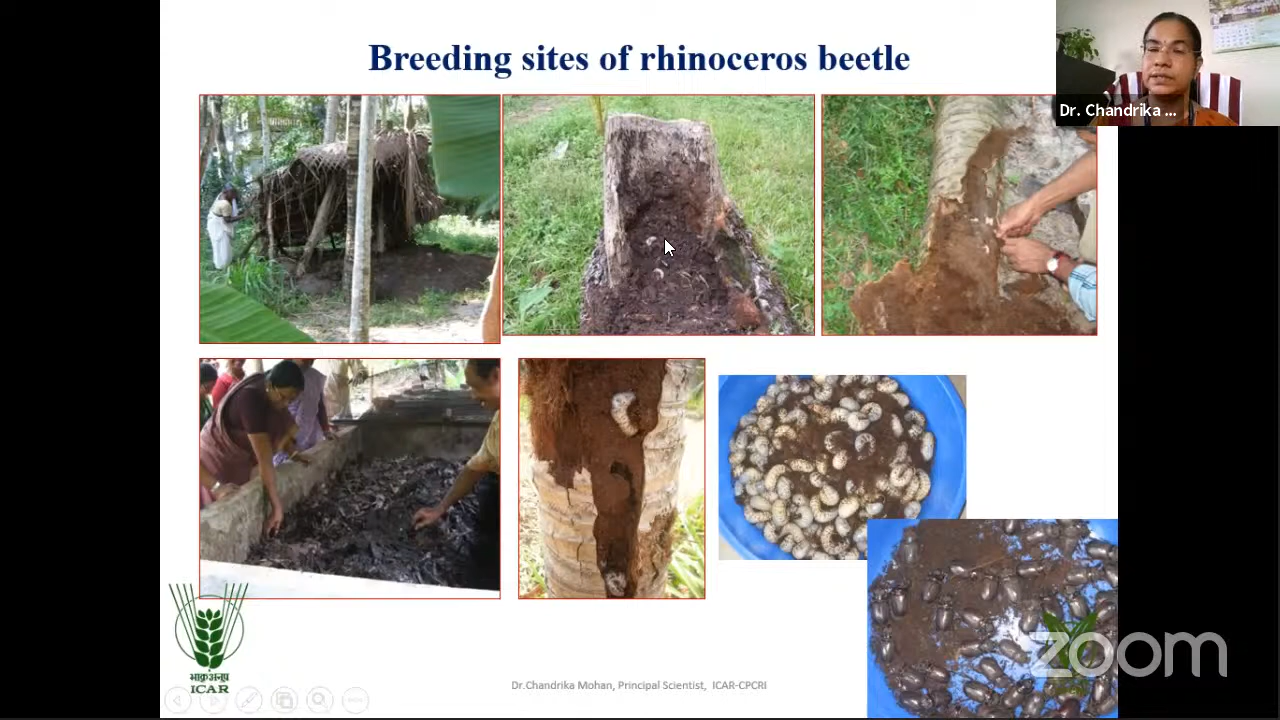 Breeding sites of rhinoceros beetle
Dr. Chandrika ...
भाकृअनुप
ICAR
Dr.Chandrika Mohan, Principal Scientist, ICAR-CPCRI
zoom